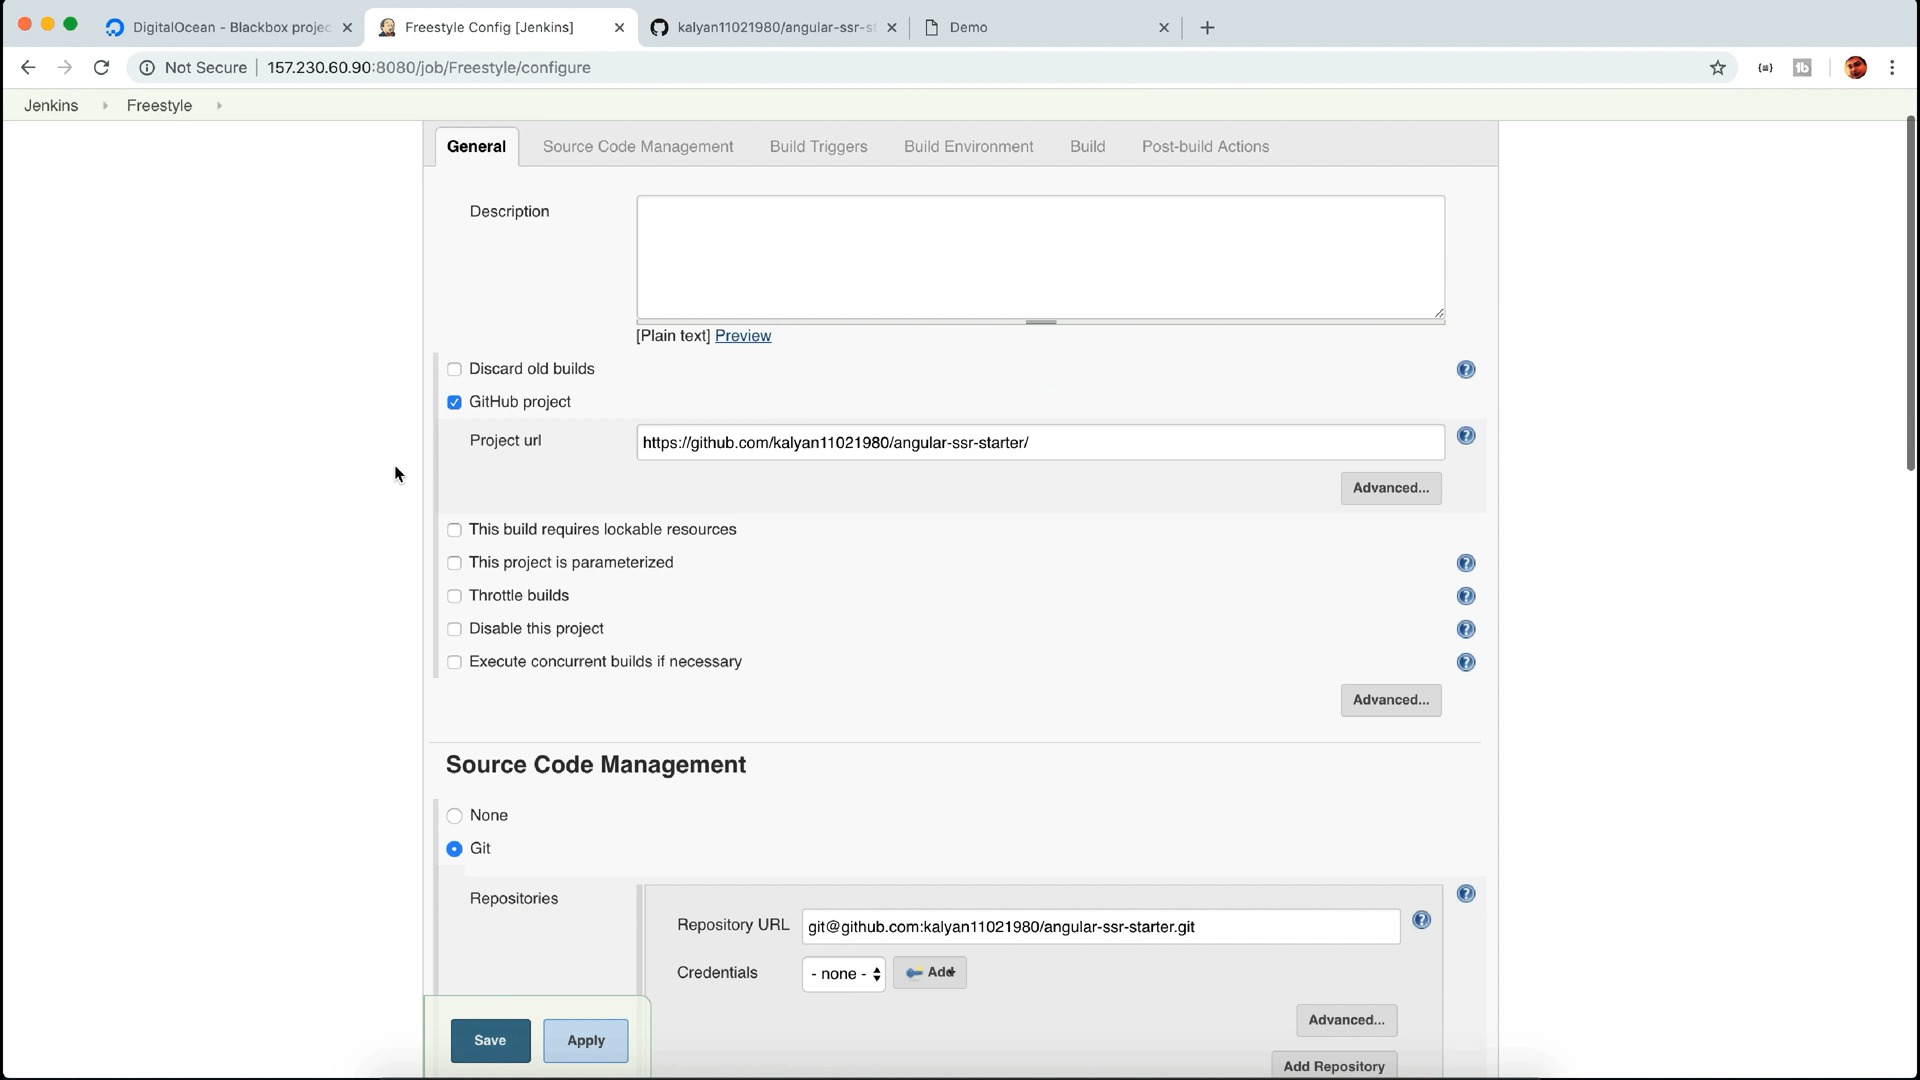 DigitalOcean - Blackbox projec
Freestyle Config [Jenkins]
kalyan11021980/angular-ssr-st
Demo
Not Secure
157.230.60.90:8080/job/Freestyle/configure
Jenkins
Freestyle
General
Source Code Management
Build Triggers
Build Environment
Build
Post-build Actions
Description
[Plain text] Preview
Discard old builds
GitHub project
Project url
https://github.com/kalyan11021980/angular-ssr-starter/
Advanced...
This build requires lockable resources
This project is parameterized
Throttle builds
Disable this project
Execute concurrent builds if necessary
Advanced...
Source Code Management
None
Git
Repositories
Repository URL
git@github.com:kalyan11021980/angular-ssr-starter.git
Credentials
- none -
Add
Advanced...
Save
Apply
Add Repository